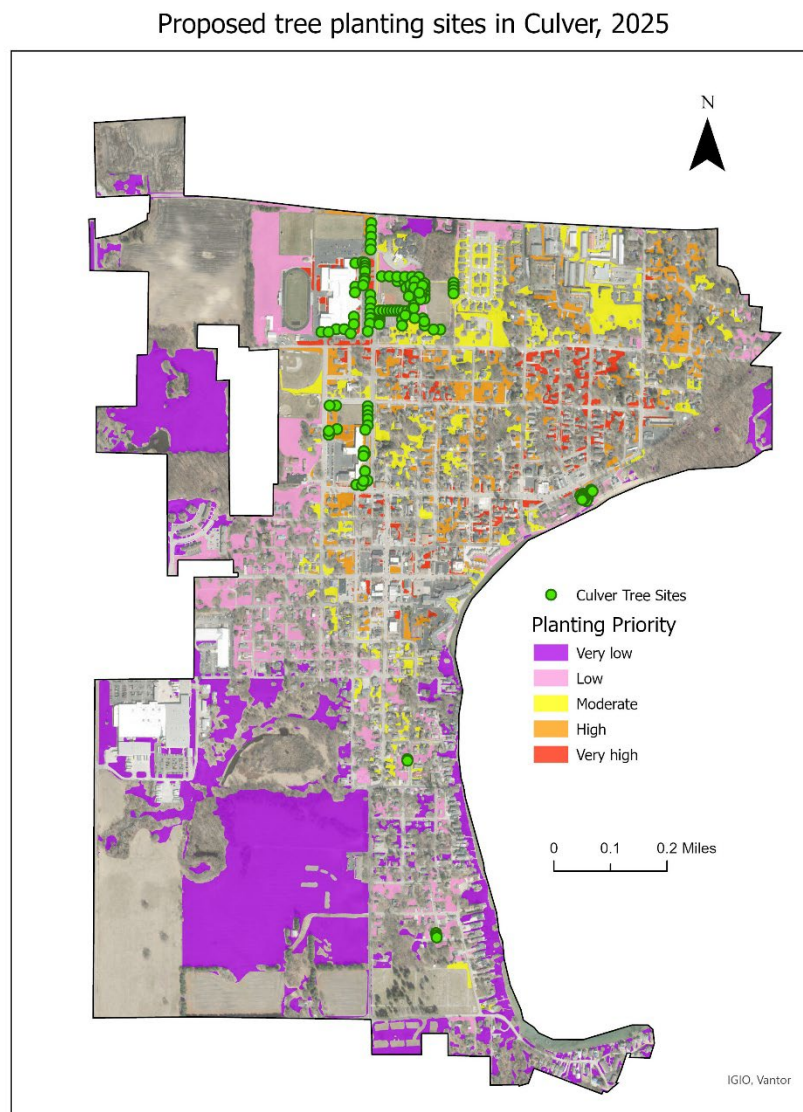 Proposed tree planting sites in Culver, 2025
N
Culver Tree Sites
Planting Priority
Very low
Low
Moderate
High
Very high
0 0.1 0.2 Miles
IGIO, Vantor